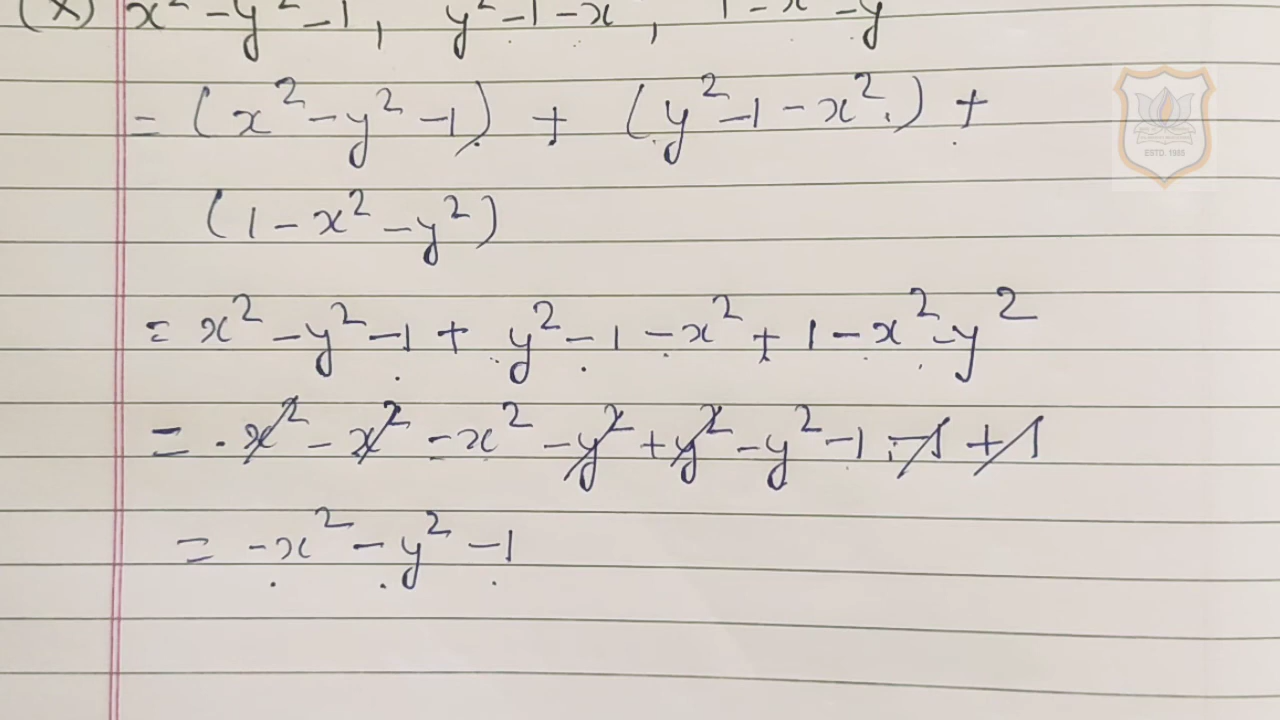 (x) x² - y² - 1, y² - 1 - x, 1 - x - y
= (x² - y² - 1) + (y² - 1 - x²) +
(1 - x² - y²)
= x² - y² - 1 + y² - 1 - x² + 1 - x² - y²
= x² - x² - x² - y² + y² - y² - 1 - 1 + 1
= -x² - y² - 1
ESTD. 1985